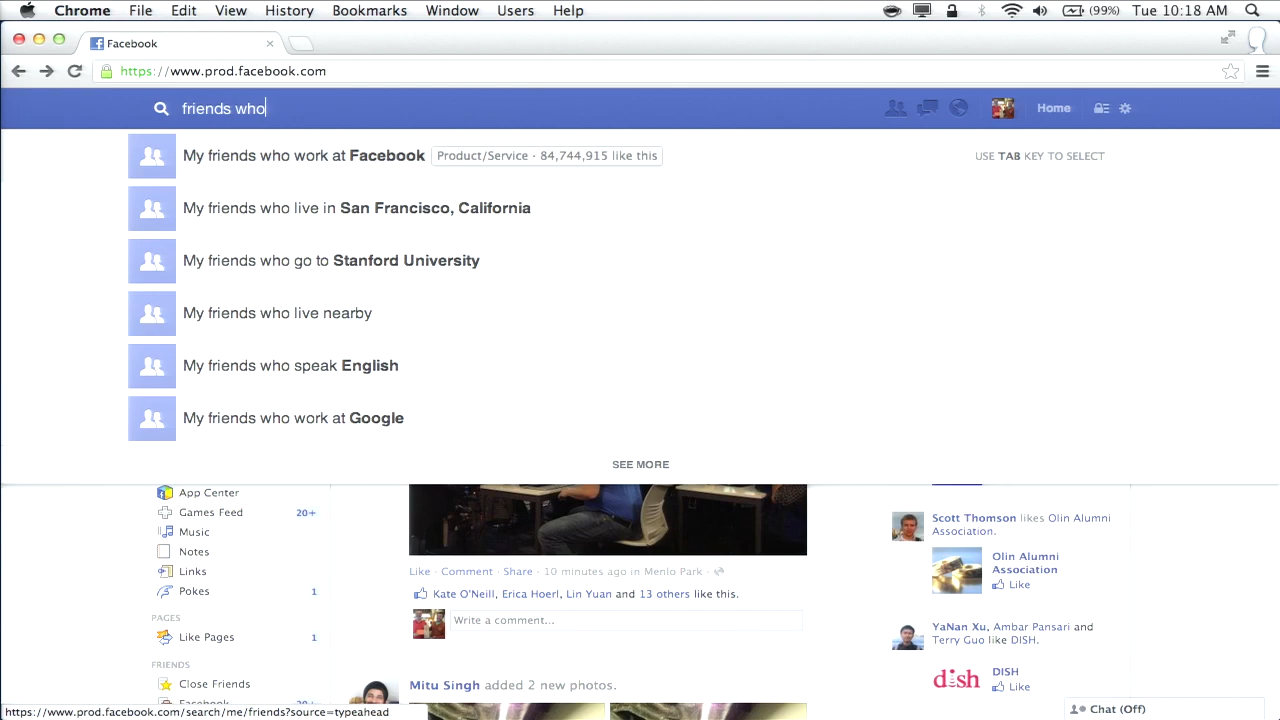 Chrome File Edit View History Bookmarks Window Users Help (99%) Tue 10:18 AM
Facebook
https://www.prod.facebook.com
friends who Home
My friends who work at Facebook Product/Service · 84,744,915 like this USE TAB KEY TO SELECT
My friends who live in San Francisco, California
My friends who go to Stanford University
My friends who live nearby
My friends who speak English
My friends who work at Google
SEE MORE
App Center
Games Feed 20+
Music
Notes
Links
Pokes 1
PAGES
Like Pages 1
FRIENDS
Close Friends
Like · Comment · Share · 10 minutes ago in Menlo Park ·
Kate O'Neill, Erica Hoerl, Lin Yuan and 13 others like this.
Write a comment...
Mitu Singh added 2 new photos.
Scott Thomson likes Olin Alumni
Association.
Olin Alumni
Association
Like
YaNan Xu, Ambar Pansari and
Terry Guo like DISH.
dish
DISH
Like
Chat (Off)
https://www.prod.facebook.com/search/me/friends?source=typeahead